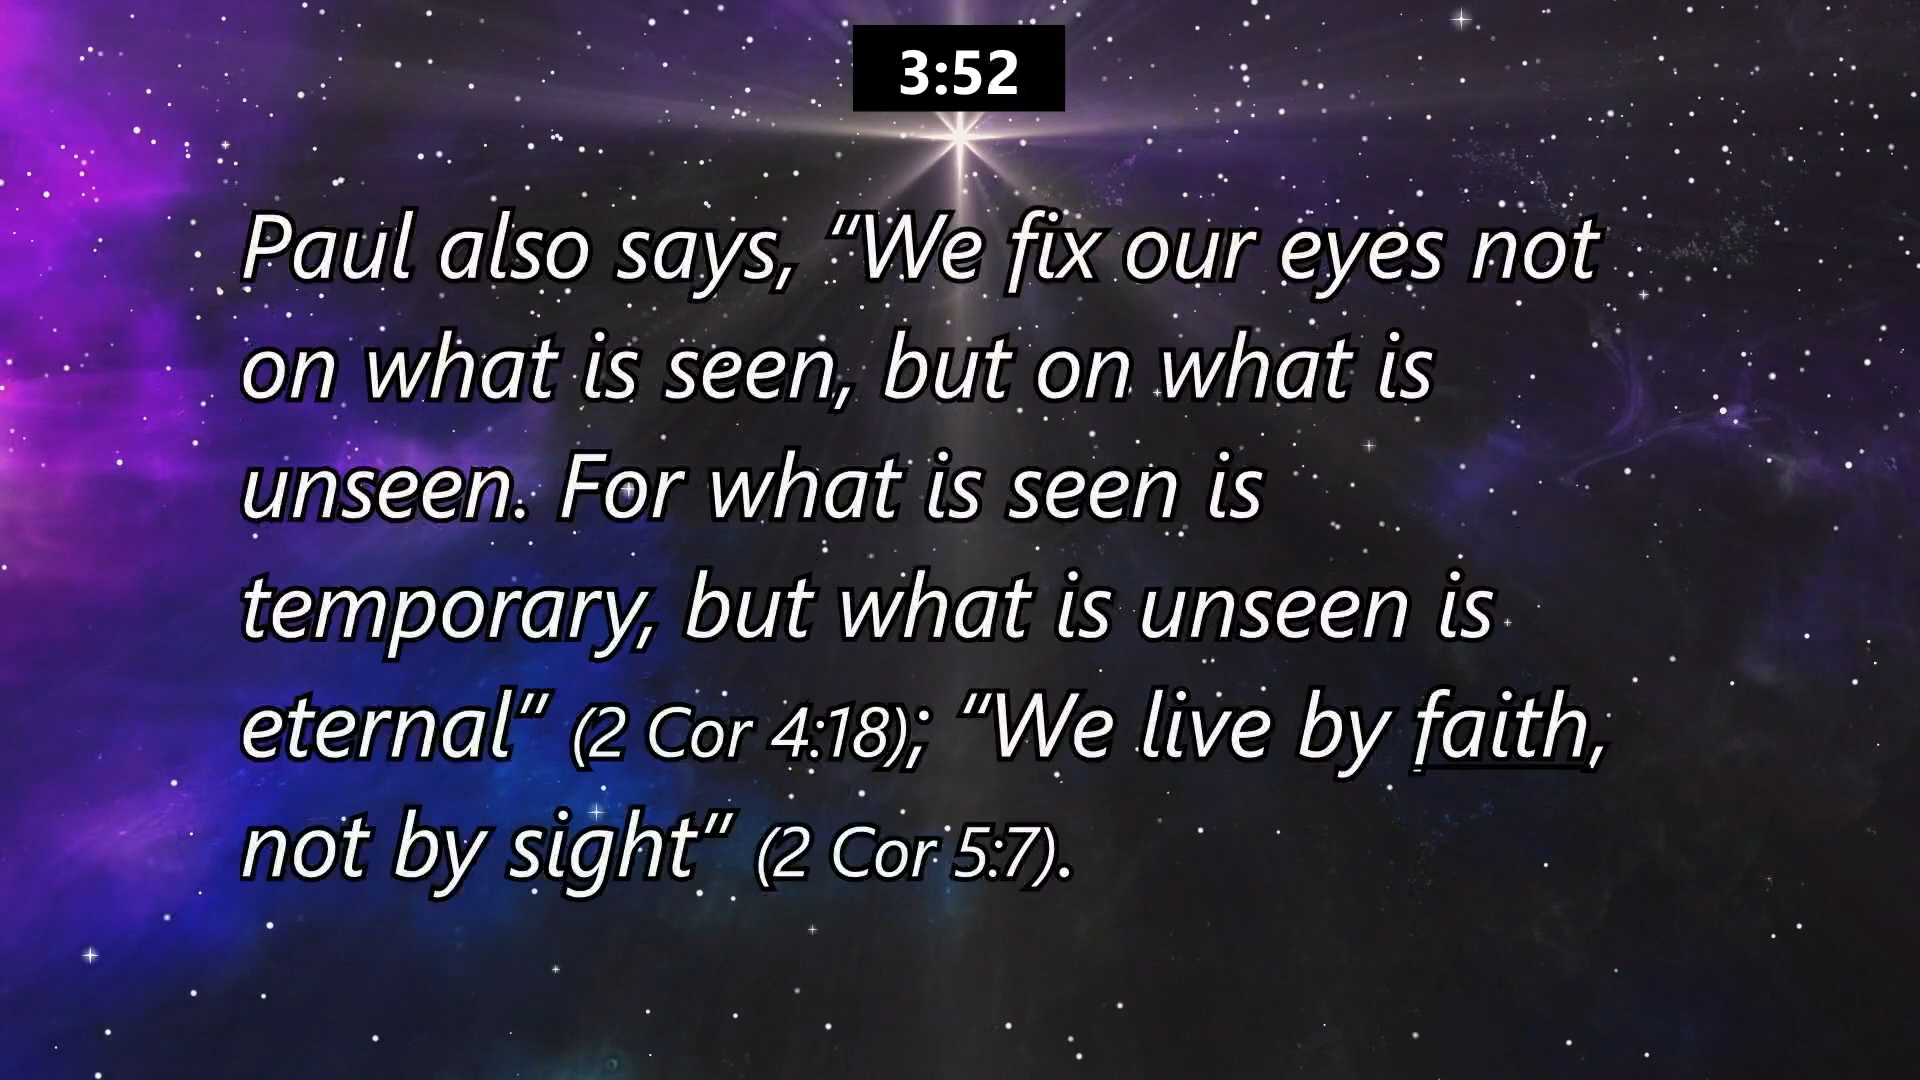 3:52
Paul also says, “We fix our eyes not
on what is seen, but on what is
unseen. For what is seen is
temporary, but what is unseen is
eternal” (2 Cor 4:18); “We live by faith,
not by sight” (2 Cor 5:7).